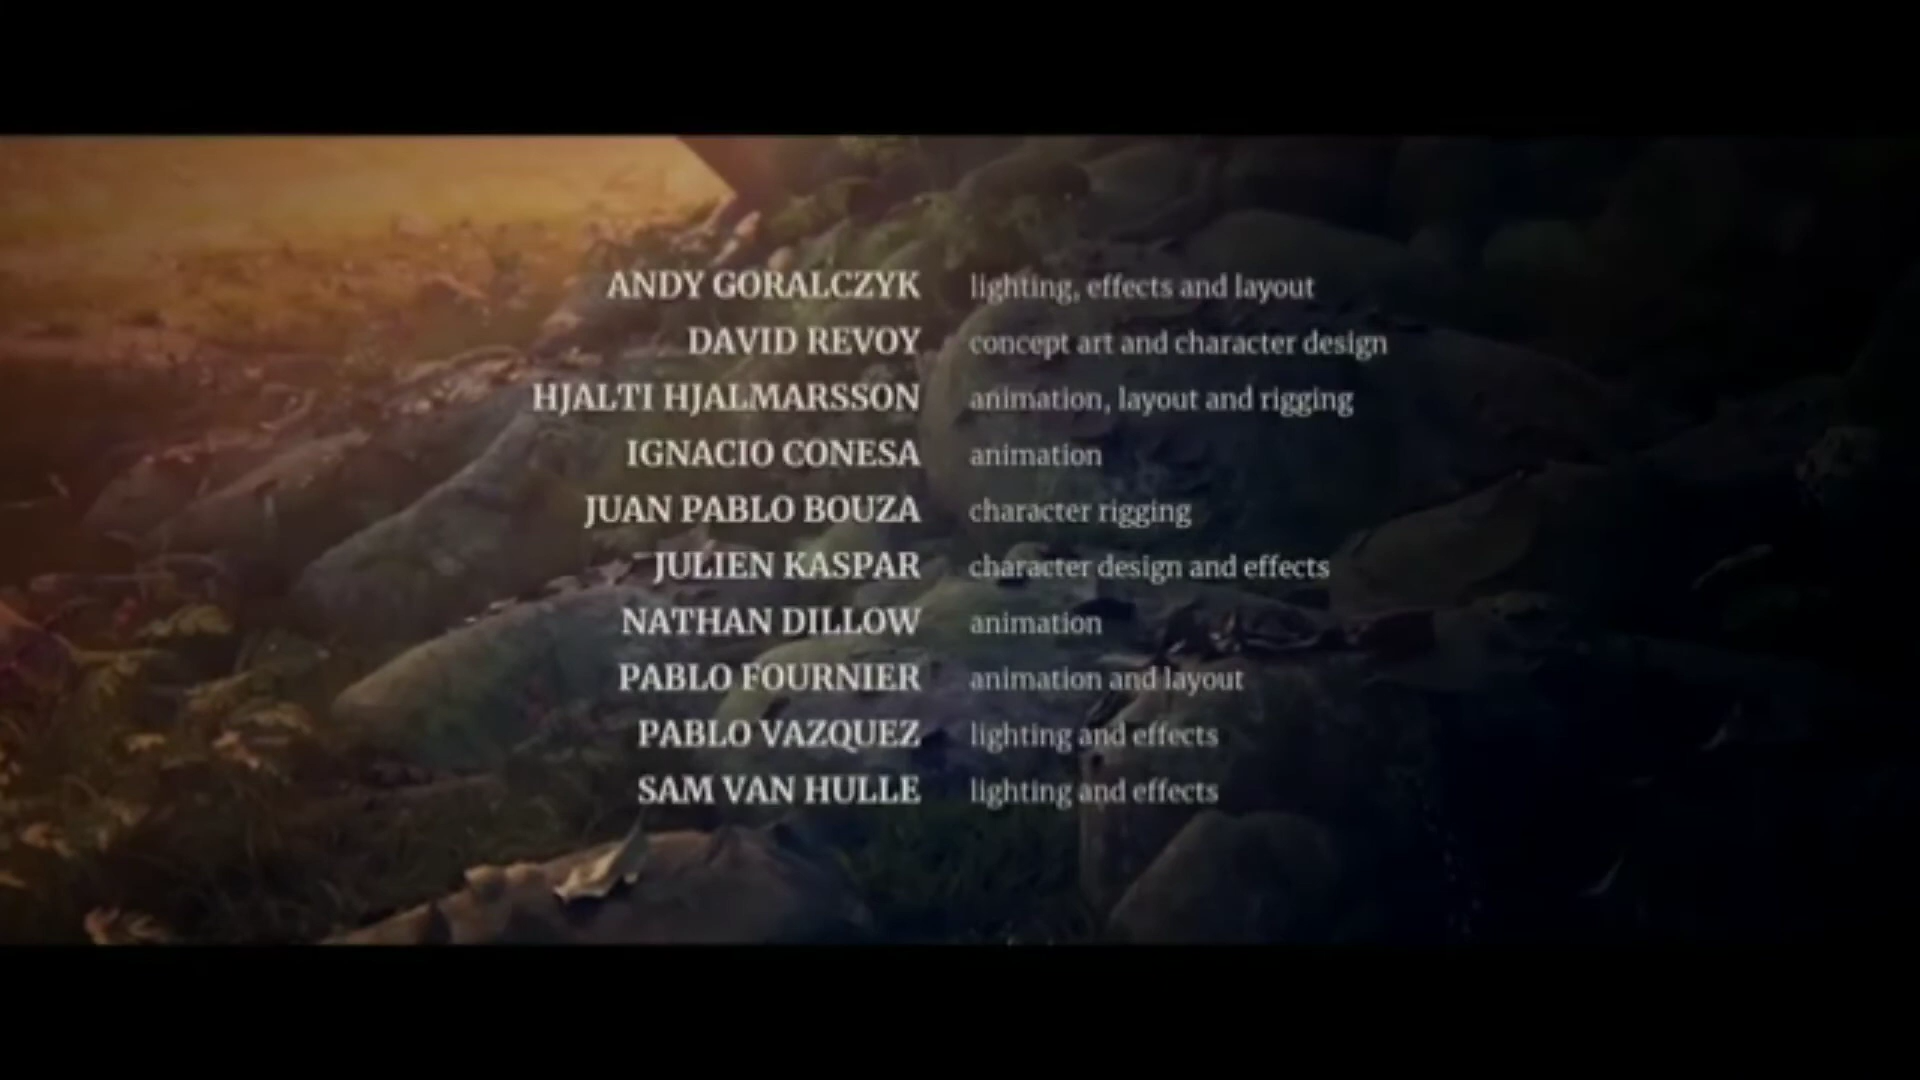 ANDY GORALCZYK lighting, effects and layout
DAVID REVOY concept art and character design
HJALTI HJALMARSSON animation, layout and rigging
IGNACIO CONESA animation
JUAN PABLO BOUZA character rigging
JULIEN KASPAR character design and effects
NATHAN DILLOW animation
PABLO FOURNIER animation and layout
PABLO VAZQUEZ lighting and effects
SAM VAN HULLE lighting and effects